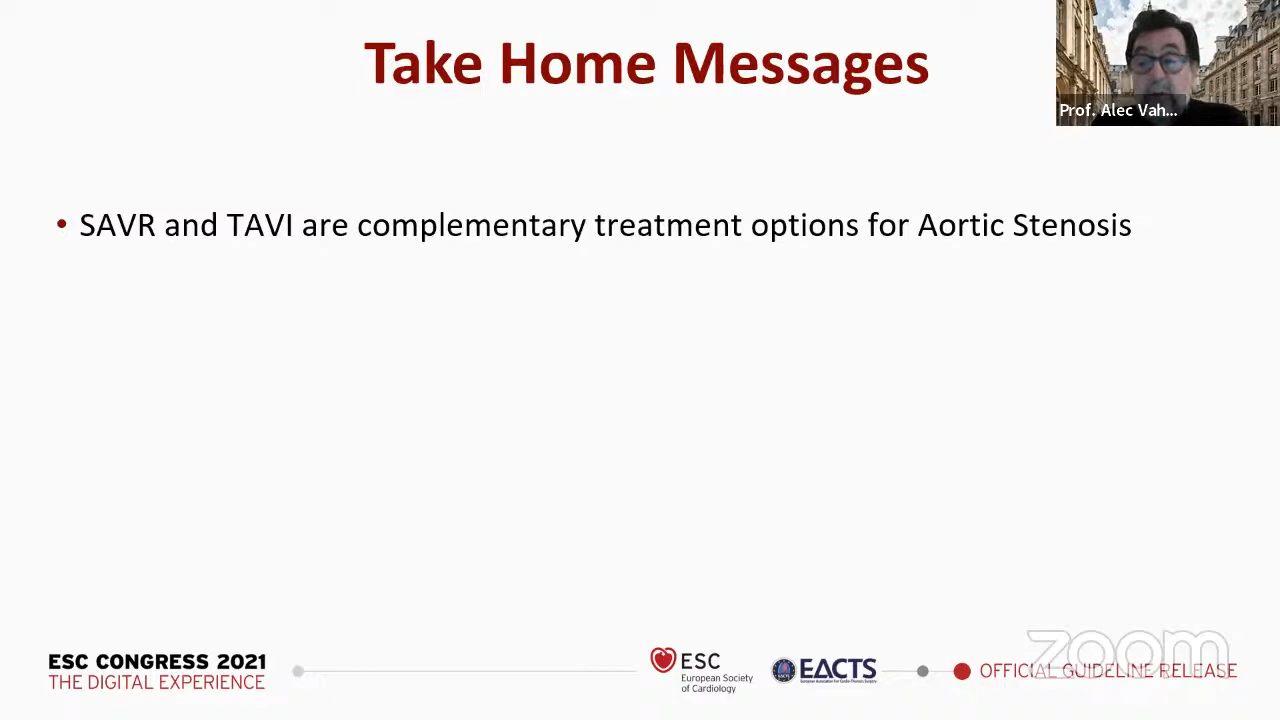 Take Home Messages
Prof. Alec Vah...
• SAVR and TAVI are complementary treatment options for Aortic Stenosis
ESC CONGRESS 2021
THE DIGITAL EXPERIENCE
ESC
European Society
of Cardiology
EACTS
European Association For Cardio-Thoracic Surgery
OFFICIAL GUIDELINE RELEASE
zoom